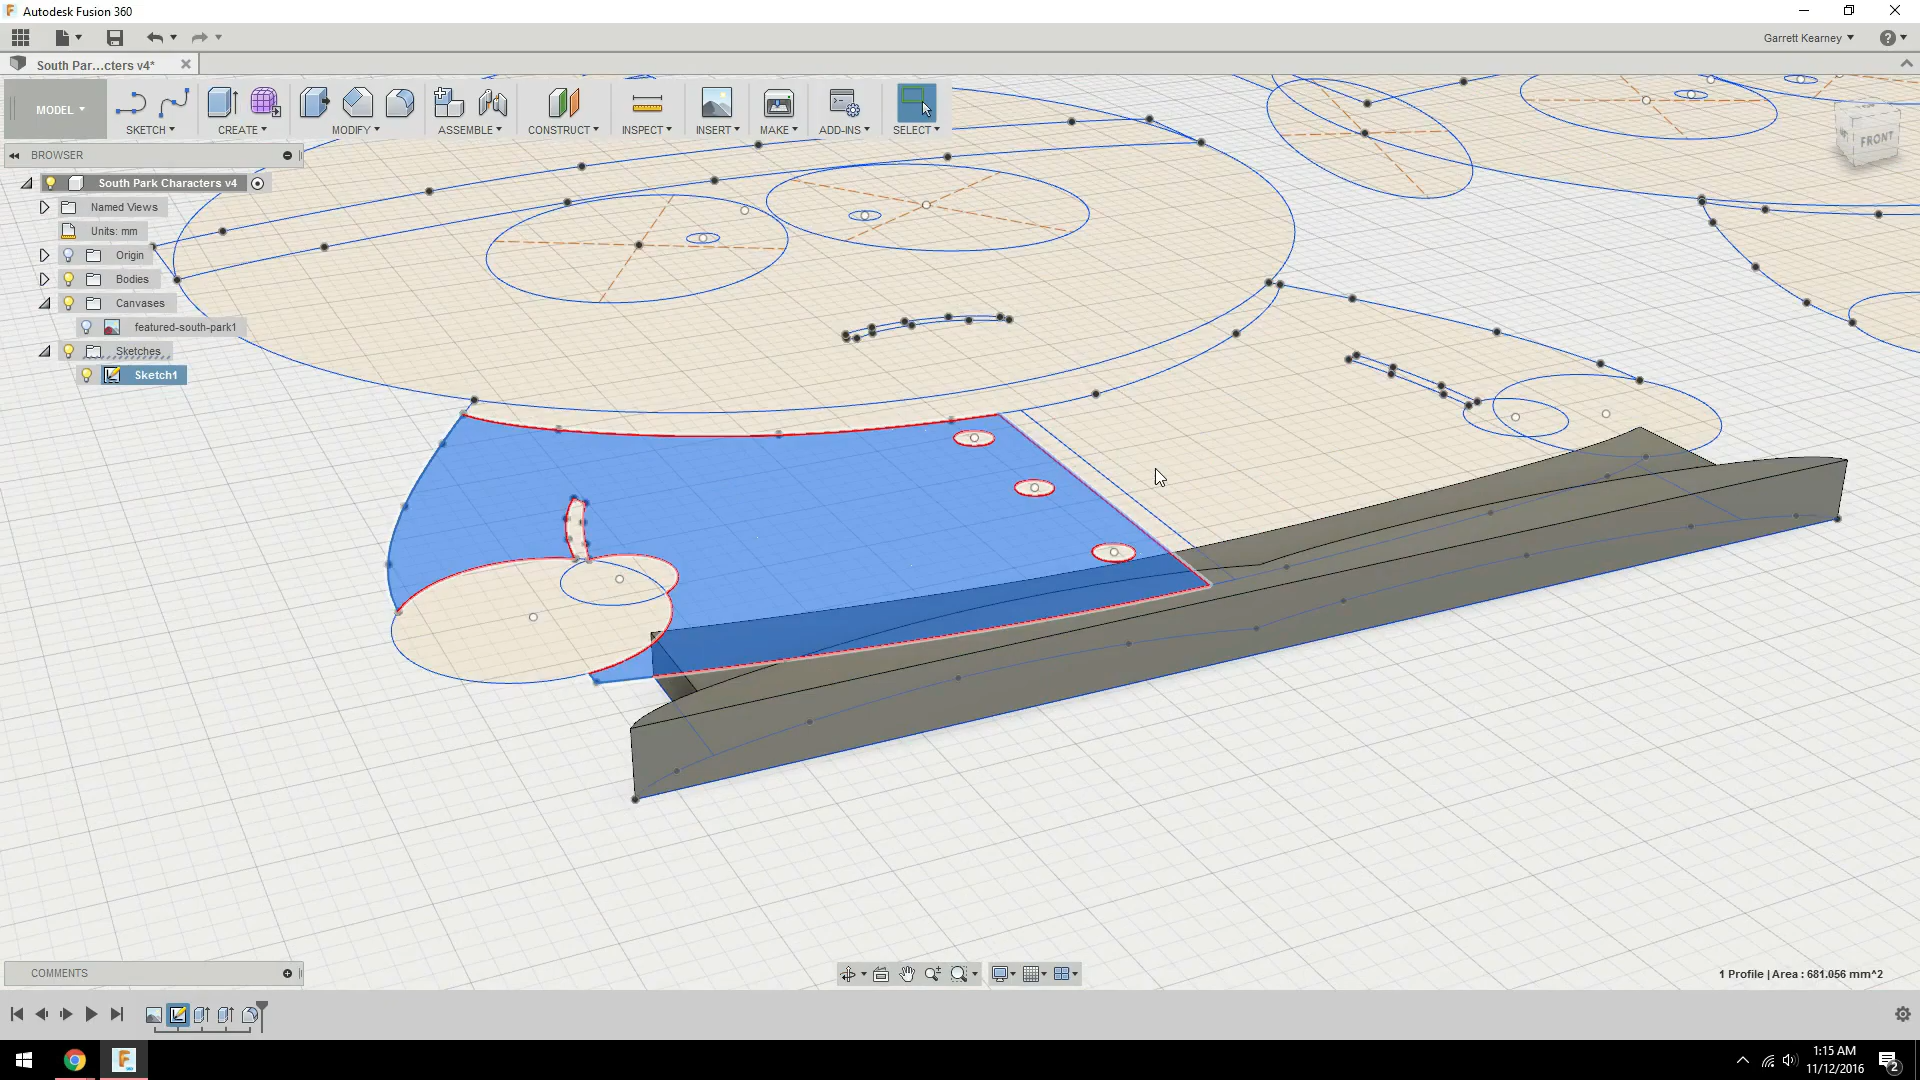 Autodesk Fusion 360
Garrett Kearney
South Par...cters v4*
MODEL
SKETCH
CREATE
MODIFY
ASSEMBLE
CONSTRUCT
INSPECT
INSERT
MAKE
ADD-INS
SELECT
FRONT
BROWSER
South Park Characters v4
Named Views
Units: mm
Origin
Bodies
Canvases
featured-south-park1
Sketches
Sketch1
COMMENTS
1 Profile | Area : 681.056 mm^2
1:15 AM
11/12/2016
2